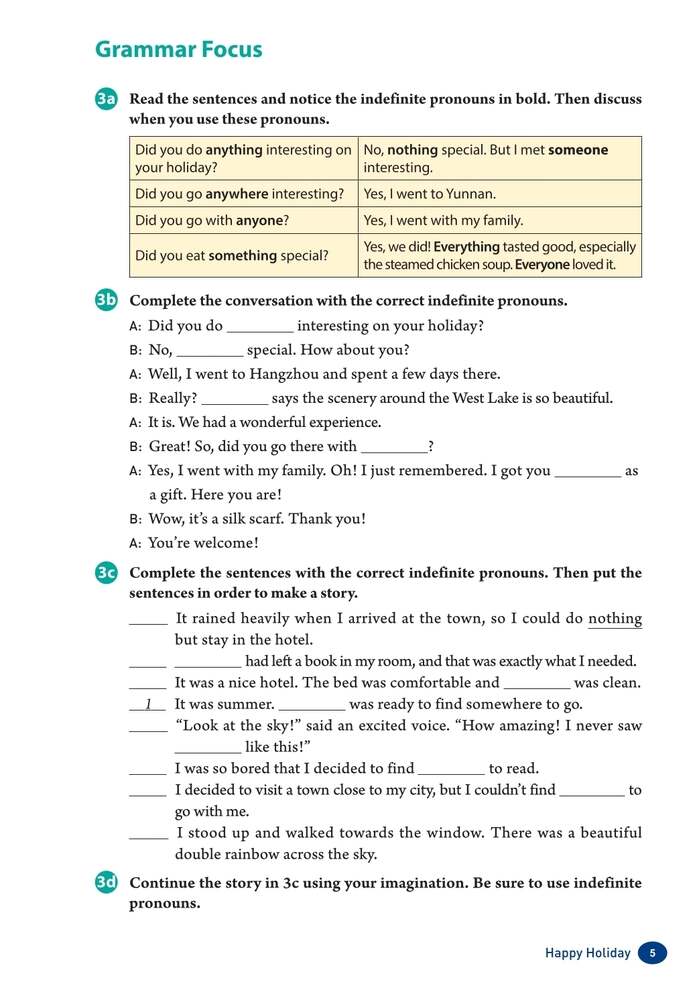 Grammar Focus
3a Read the sentences and notice the indefinite pronouns in bold. Then discuss
when you use these pronouns.
Did you do anything interesting on
your holiday?
No, nothing special. But I met someone
interesting.
Did you go anywhere interesting?
Yes, I went to Yunnan.
Did you go with anyone?
Yes, I went with my family.
Did you eat something special?
Yes, we did! Everything tasted good, especially
the steamed chicken soup. Everyone loved it.
3b Complete the conversation with the correct indefinite pronouns.
A: Did you do ________ interesting on your holiday?
B: No, ________ special. How about you?
A: Well, I went to Hangzhou and spent a few days there.
B: Really? ________ says the scenery around the West Lake is so beautiful.
A: It is. We had a wonderful experience.
B: Great! So, did you go there with ________?
A: Yes, I went with my family. Oh! I just remembered. I got you ________ as
a gift. Here you are!
B: Wow, it's a silk scarf. Thank you!
A: You're welcome!
3c Complete the sentences with the correct indefinite pronouns. Then put the
sentences in order to make a story.
_____ It rained heavily when I arrived at the town, so I could do nothing
but stay in the hotel.
_____ ________ had left a book in my room, and that was exactly what I needed.
_____ It was a nice hotel. The bed was comfortable and ________ was clean.
__1__ It was summer. ________ was ready to find somewhere to go.
_____ "Look at the sky!" said an excited voice. "How amazing! I never saw
________ like this!"
_____ I was so bored that I decided to find ________ to read.
_____ I decided to visit a town close to my city, but I couldn't find ________ to
go with me.
_____ I stood up and walked towards the window. There was a beautiful
double rainbow across the sky.
3d Continue the story in 3c using your imagination. Be sure to use indefinite
pronouns.
Happy Holiday 5